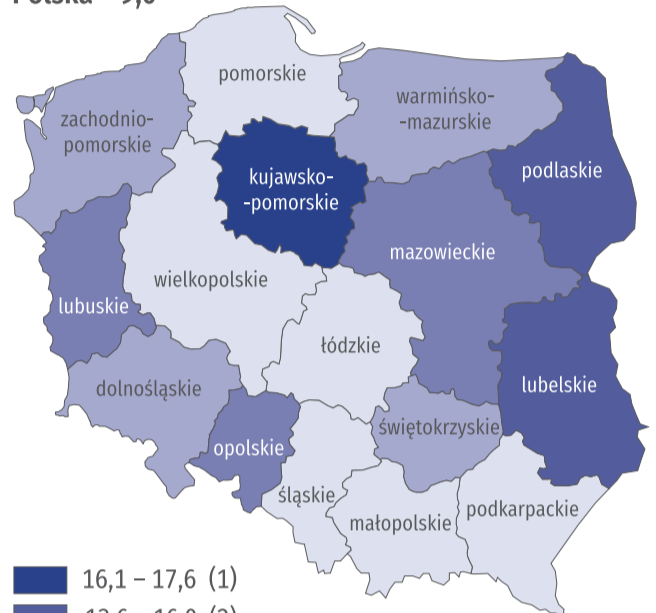 pomorskie
warmińsko-
-mazurskie
zachodnio-
pomorskie
podlaskie
kujawsko-
-pomorskie
mazowieckie
wielkopolskie
lubuskie
łódzkie
dolnośląskie
lubelskie
świętokrzyskie
opolskie
śląskie
podkarpackie
małopolskie
16,1 – 17,6 (1)